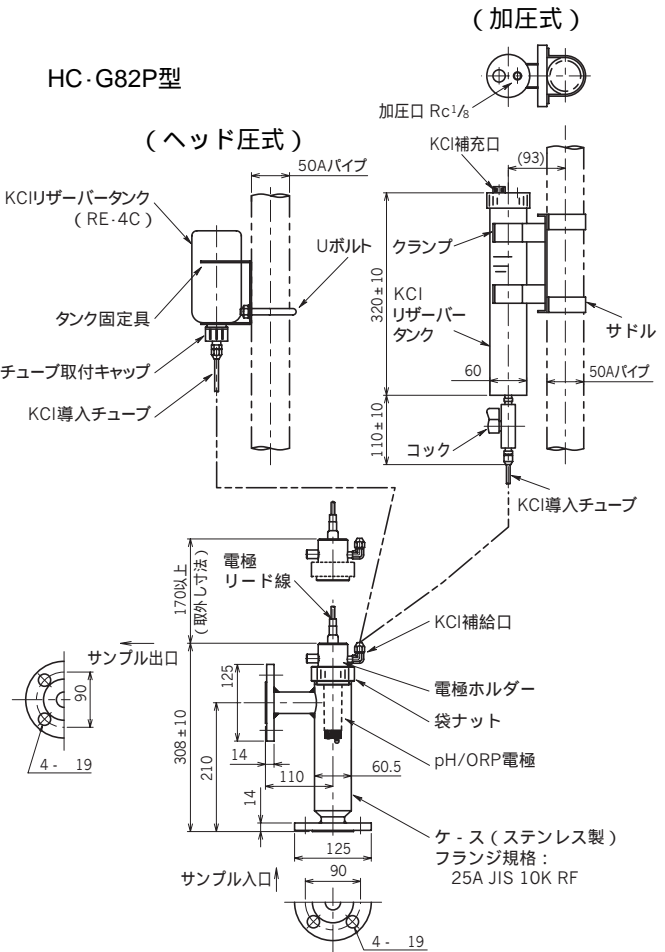 (加圧式)
HC·G82P型
加圧口 Rc1/8
(ヘッド圧式)
KCl補充口
(93)
50Aパイプ
KClリザーバータンク
(RE·4C)
Uボルト
クランプ
320±10
KCl
リザーバー
タンク
タンク固定具
サドル
チューブ取付キャップ
60
50Aパイプ
KCl導入チューブ
110±10
コック
KCl導入チューブ
170以上
(取外し寸法)
電極
リード線
KCl補給口
サンプル出口
電極ホルダー
袋ナット
125
90
308±10
210
pH/ORP電極
14
4- 19
110
60.5
14
ケ-ス(ステンレス製)
フランジ規格:
25A JIS 10K RF
125
サンプル入口
90
4- 19